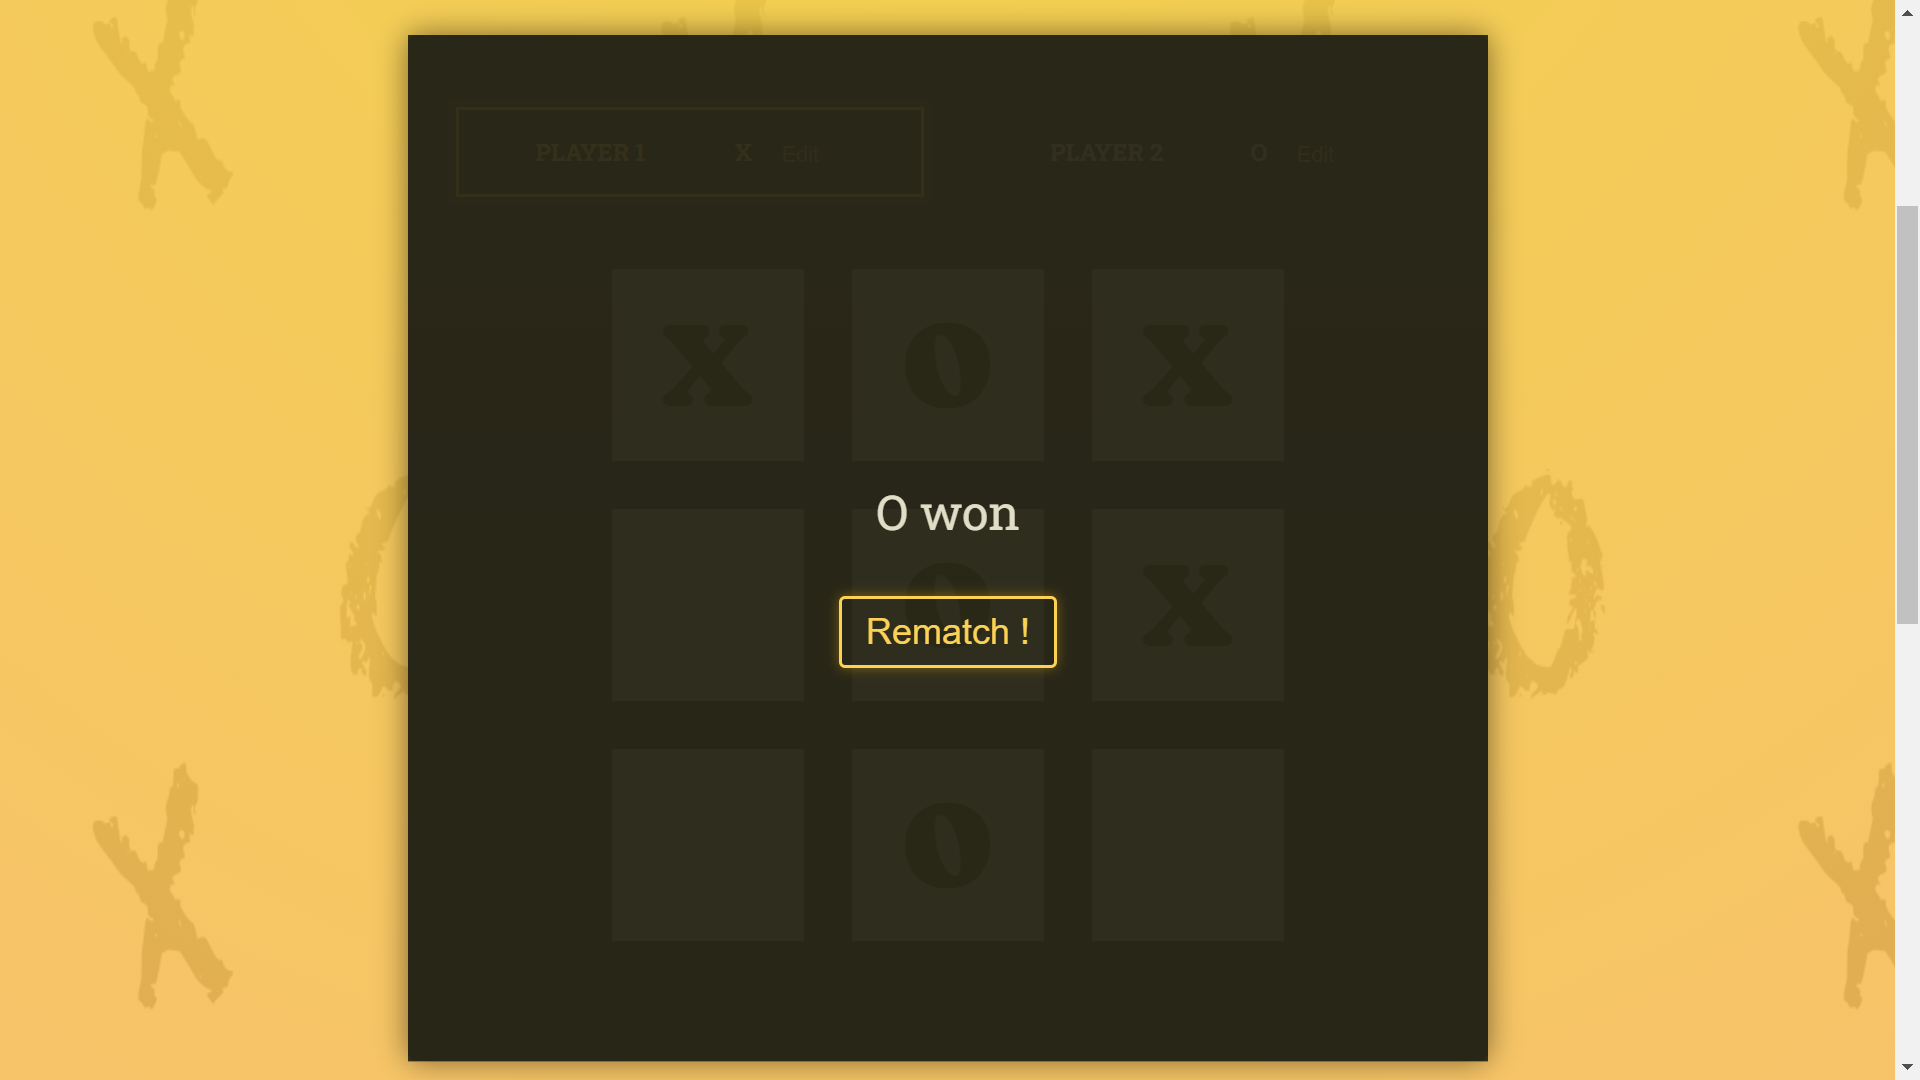 PLAYER 1 X Edit PLAYER 2 O Edit
X O X
O won
O X
Rematch !
O